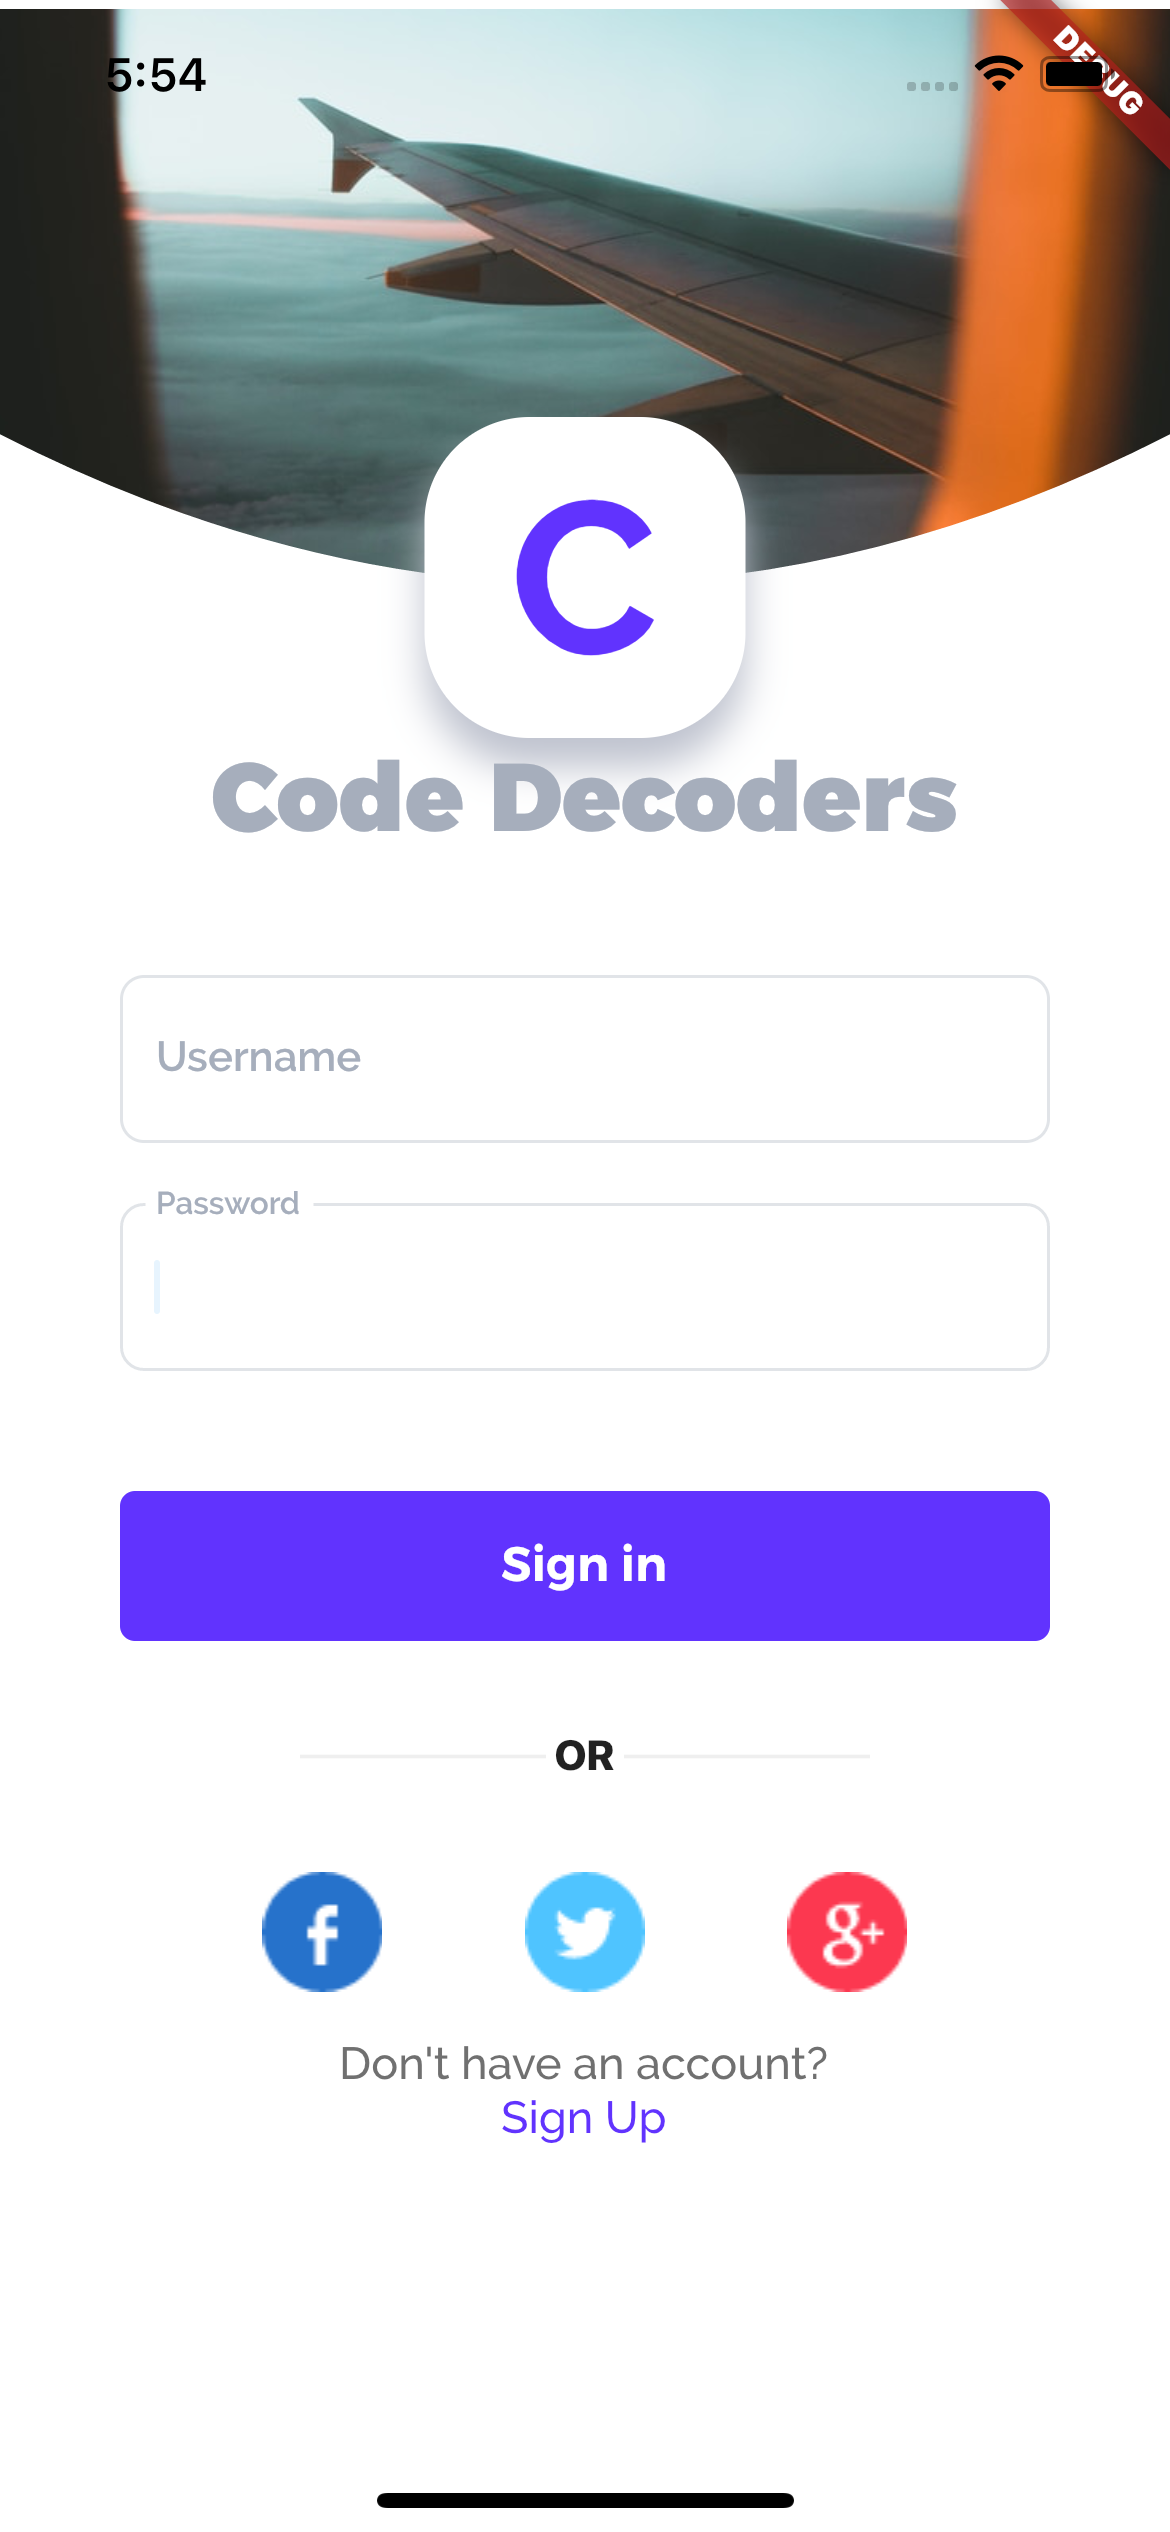 5:54
DEBUG
C
Code Decoders
Username
Password
Sign in
OR
f
g+
Don't have an account?
Sign Up